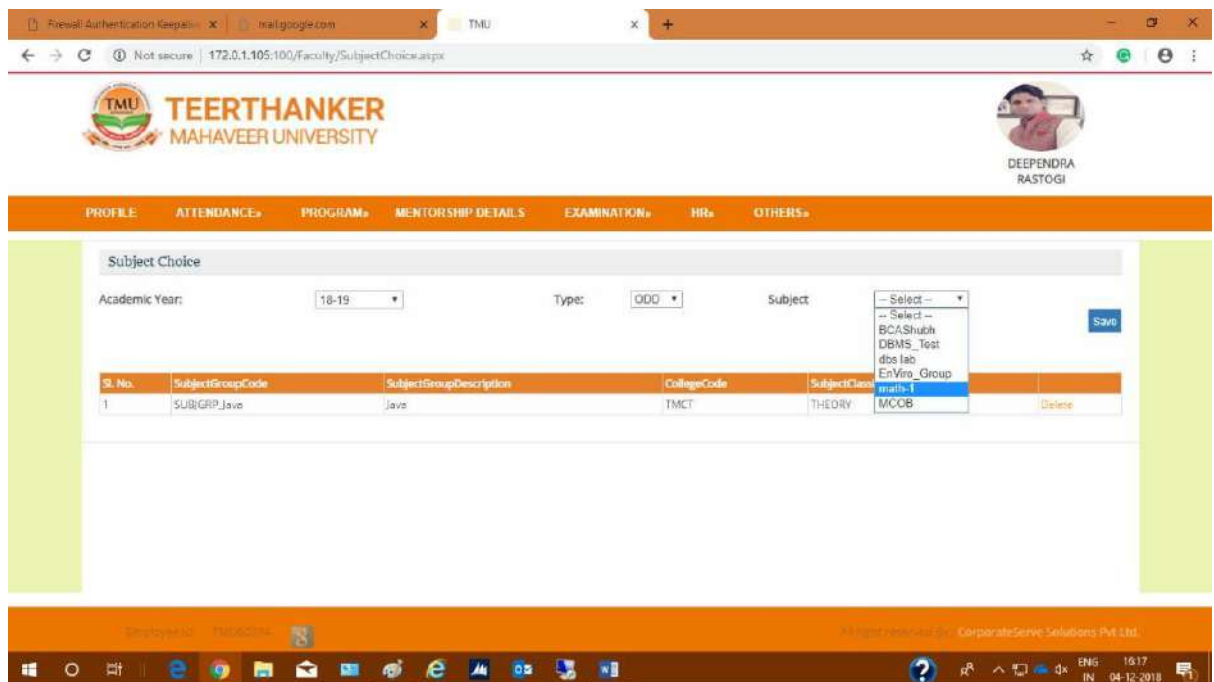 Firewall Authentication Keepaliv
mail.google.com
TMU
Not secure
172.0.1.105:100/Faculty/SubjectChoice.aspx
TMU
TEERTHANKER
MAHAVEER UNIVERSITY
DEEPENDRA
RASTOGI
PROFILE
ATTENDANCE»
PROGRAM»
MENTORSHIP DETAILS
EXAMINATION»
HR»
OTHERS»
Subject Choice
Academic Year:
18-19
Type:
ODD
Subject
-- Select --
-- Select --
BCAShubh
DBMS_Test
dbs lab
EnViro_Group
math-1
MCOB
Save
Sl. No.
SubjectGroupCode
SubjectGroupDescription
CollegeCode
SubjectClass
1
SUBJGRP_Java
Java
TMCT
THEORY
Delete
Employee Id
CorporateServe Solutions Pvt Ltd.
ENG
IN
16:17
04-12-2018